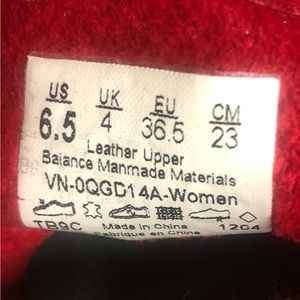 US UK EU CM
6.5 4 36.5 23
Leather Upper
Balance Manmade Materials
VN-0QGD14A-Women
TB9C Made in China 1204
Fabrique en Chine